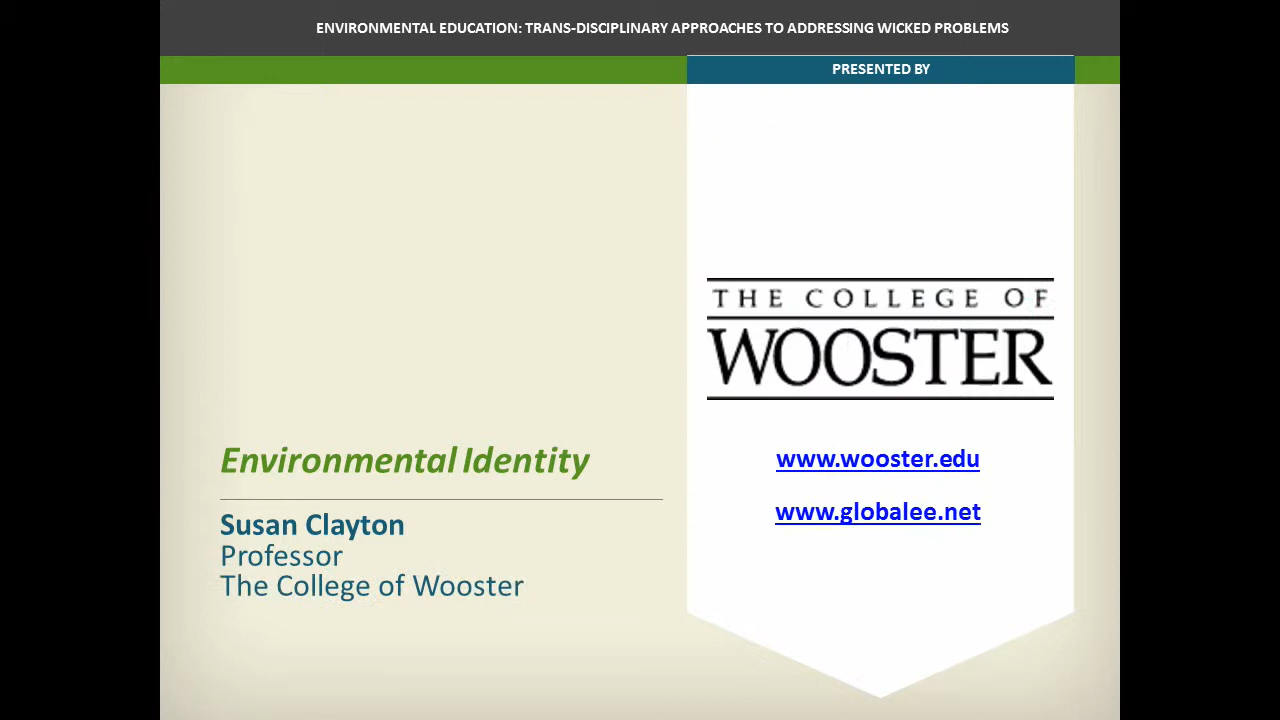 ENVIRONMENTAL EDUCATION: TRANS-DISCIPLINARY APPROACHES TO ADDRESSING WICKED PROBLEMS
PRESENTED BY
THE COLLEGE OF
WOOSTER
Environmental Identity
Susan Clayton
Professor
The College of Wooster
www.wooster.edu
www.globalee.net